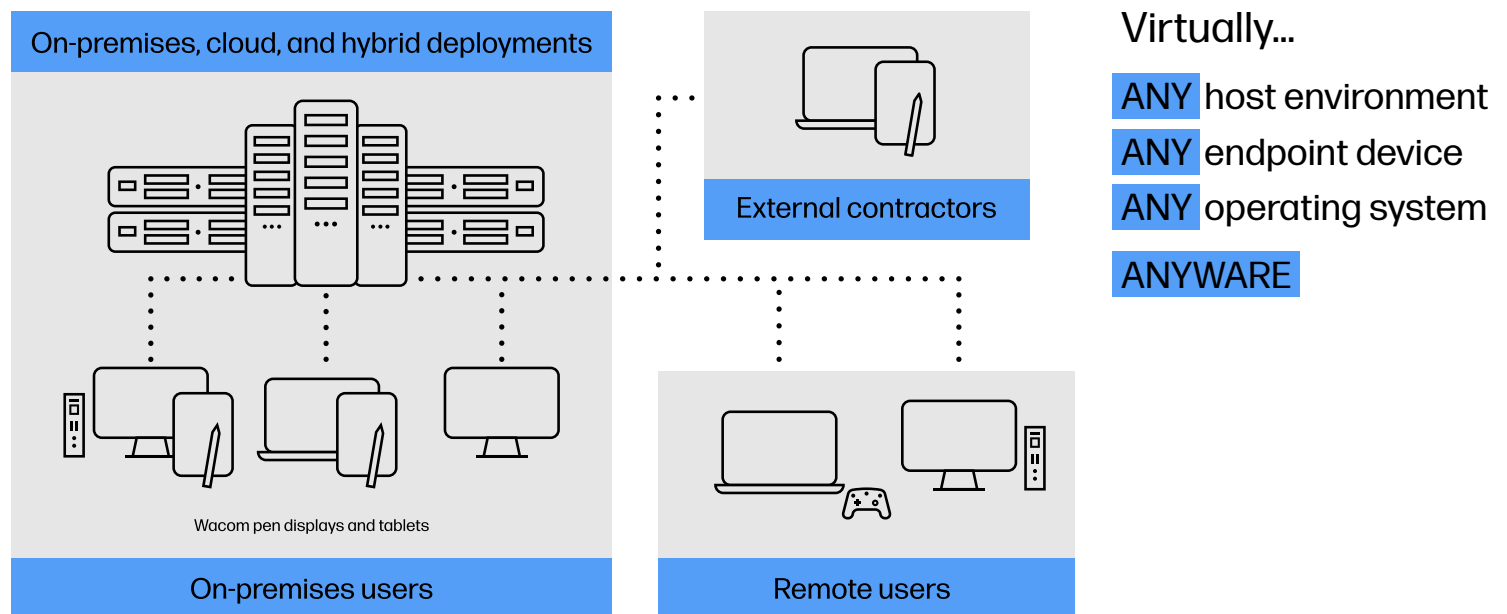 On-premises, cloud, and hybrid deployments
Wacom pen displays and tablets
On-premises users
External contractors
Remote users
Virtually...
ANY host environment
ANY endpoint device
ANY operating system
ANYWARE